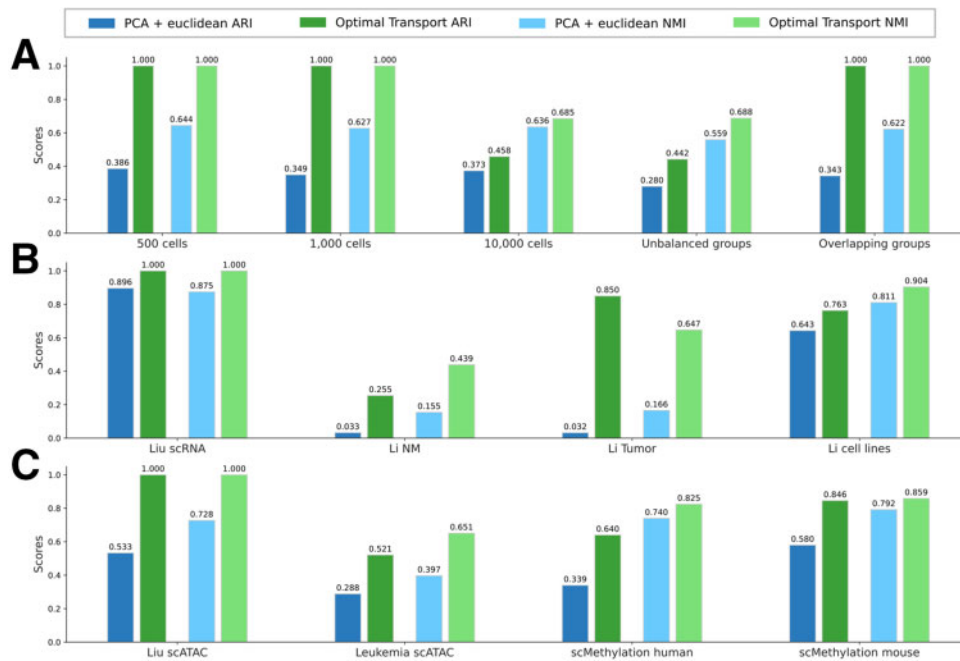 PCA + euclidean ARI Optimal Transport ARI PCA + euclidean NMI Optimal Transport NMI
A
Scores
1.0
0.8
0.6
0.4
0.2
0.0
0.386 1.000 0.644 1.000
0.349 1.000 0.627 1.000
0.373 0.458 0.636 0.685
0.280 0.442 0.559 0.688
0.343 1.000 0.622 1.000
500 cells 1,000 cells 10,000 cells Unbalanced groups Overlapping groups
B
Scores
1.0
0.8
0.6
0.4
0.2
0.0
0.896 1.000 0.875 1.000
0.033 0.255 0.155 0.439
0.032 0.850 0.166 0.647
0.643 0.763 0.811 0.904
Liu scRNA Li NM Li Tumor Li cell lines
C
Scores
1.0
0.8
0.6
0.4
0.2
0.0
0.533 1.000 0.728 1.000
0.288 0.521 0.397 0.651
0.339 0.640 0.740 0.825
0.580 0.846 0.792 0.859
Liu scATAC Leukemia scATAC scMethylation human scMethylation mouse